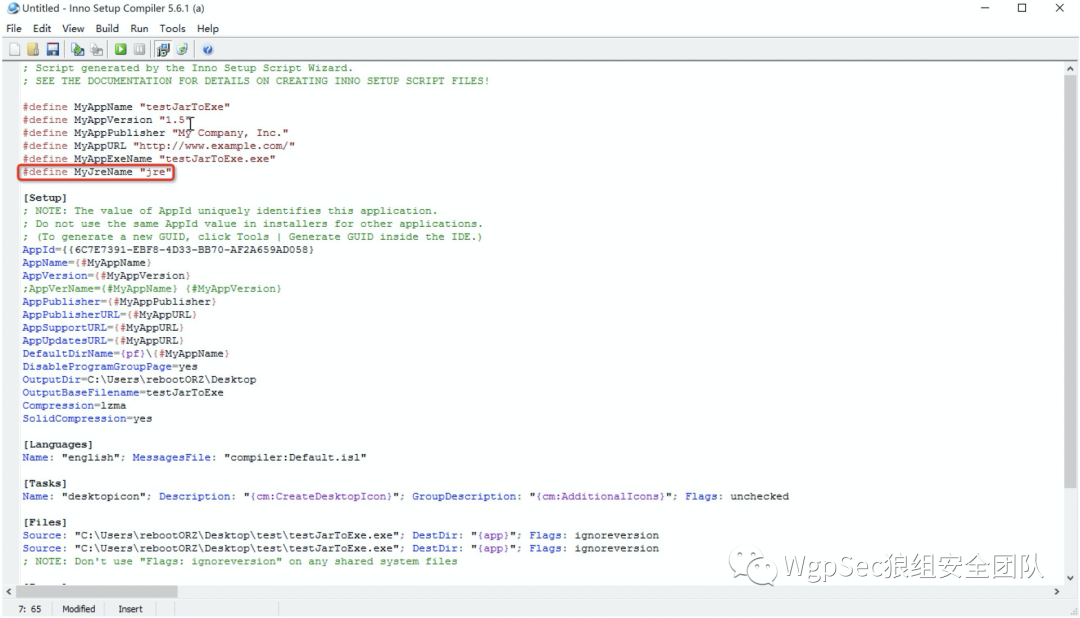 Untitled - Inno Setup Compiler 5.6.1 (a)
File Edit View Build Run Tools Help
; Script generated by the Inno Setup Script Wizard.
; SEE THE DOCUMENTATION FOR DETAILS ON CREATING INNO SETUP SCRIPT FILES!
#define MyAppName "testJarToExe"
#define MyAppVersion "1.5"
#define MyAppPublisher "My Company, Inc."
#define MyAppURL "http://www.example.com/"
#define MyAppExeName "testJarToExe.exe"
#define MyJreName "jre"
[Setup]
; NOTE: The value of AppId uniquely identifies this application.
; Do not use the same AppId value in installers for other applications.
; (To generate a new GUID, click Tools | Generate GUID inside the IDE.)
AppId={{6C7E7391-EBF8-4D33-BB70-AF2A659AD058}
AppName={#MyAppName}
AppVersion={#MyAppVersion}
;AppVerName={#MyAppName} {#MyAppVersion}
AppPublisher={#MyAppPublisher}
AppPublisherURL={#MyAppURL}
AppSupportURL={#MyAppURL}
AppUpdatesURL={#MyAppURL}
DefaultDirName={pf}\{#MyAppName}
DisableProgramGroupPage=yes
OutputDir=C:\Users\rebootORZ\Desktop
OutputBaseFilename=testJarToExe
Compression=lzma
SolidCompression=yes
[Languages]
Name: "english"; MessagesFile: "compiler:Default.isl"
[Tasks]
Name: "desktopicon"; Description: "{cm:CreateDesktopIcon}"; GroupDescription: "{cm:AdditionalIcons}"; Flags: unchecked
[Files]
Source: "C:\Users\rebootORZ\Desktop\test\testJarToExe.exe"; DestDir: "{app}"; Flags: ignoreversion
Source: "C:\Users\rebootORZ\Desktop\test\testJarToExe.exe"; DestDir: "{app}"; Flags: ignoreversion
; NOTE: Don't use "Flags: ignoreversion" on any shared system files
WgpSec狼组安全团队
7: 65 Modified Insert